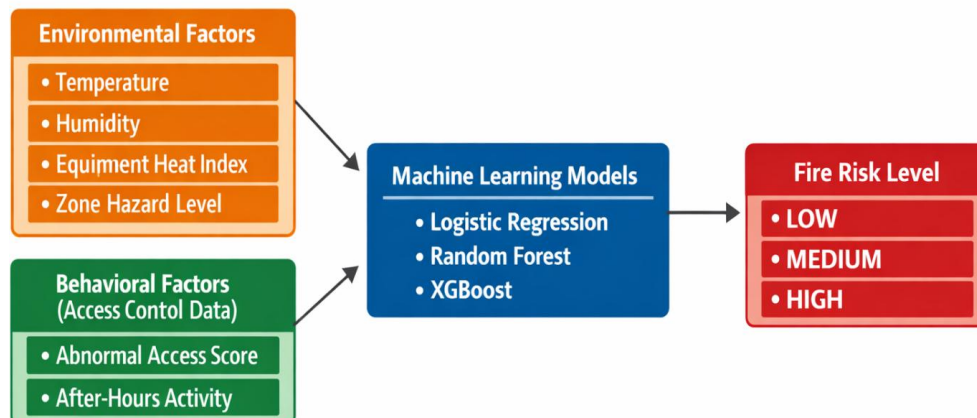 Environmental Factors
• Temperature
• Humidity
• Equiment Heat Index
• Zone Hazard Level
Behavioral Factors
(Access Contol Data)
• Abnormal Access Score
• After-Hours Activity
Machine Learning Models
• Logistic Regression
• Random Forest
• XGBoost
Fire Risk Level
• LOW
• MEDIUM
• HIGH